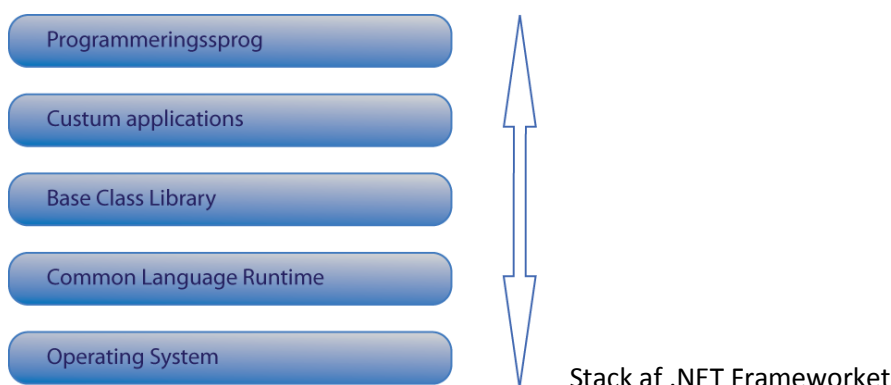 Programmeringssprog
Custum applications
Base Class Library
Common Language Runtime
Operating System
Stack af .NET Frameworket